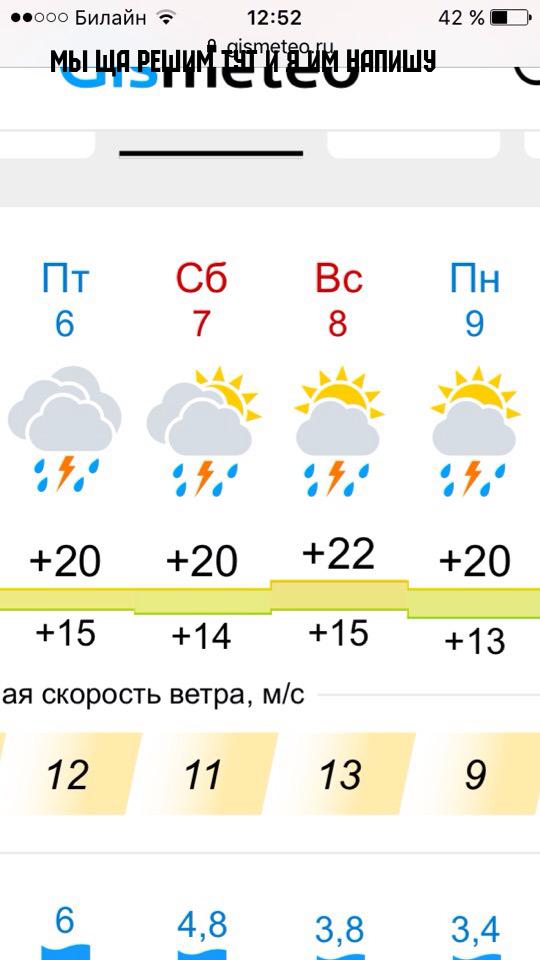 Билайн 12:52 42 %
gismeteo.ru
МЫ ЩА РЕШИМ ТУТ И Я ИМ НАПИШУ
Gismeteo
Пт Сб Вс Пн
6 7 8 9
+20 +20 +22 +20
+15 +14 +15 +13
ая скорость ветра, м/с
12 11 13 9
6 4,8 3,8 3,4